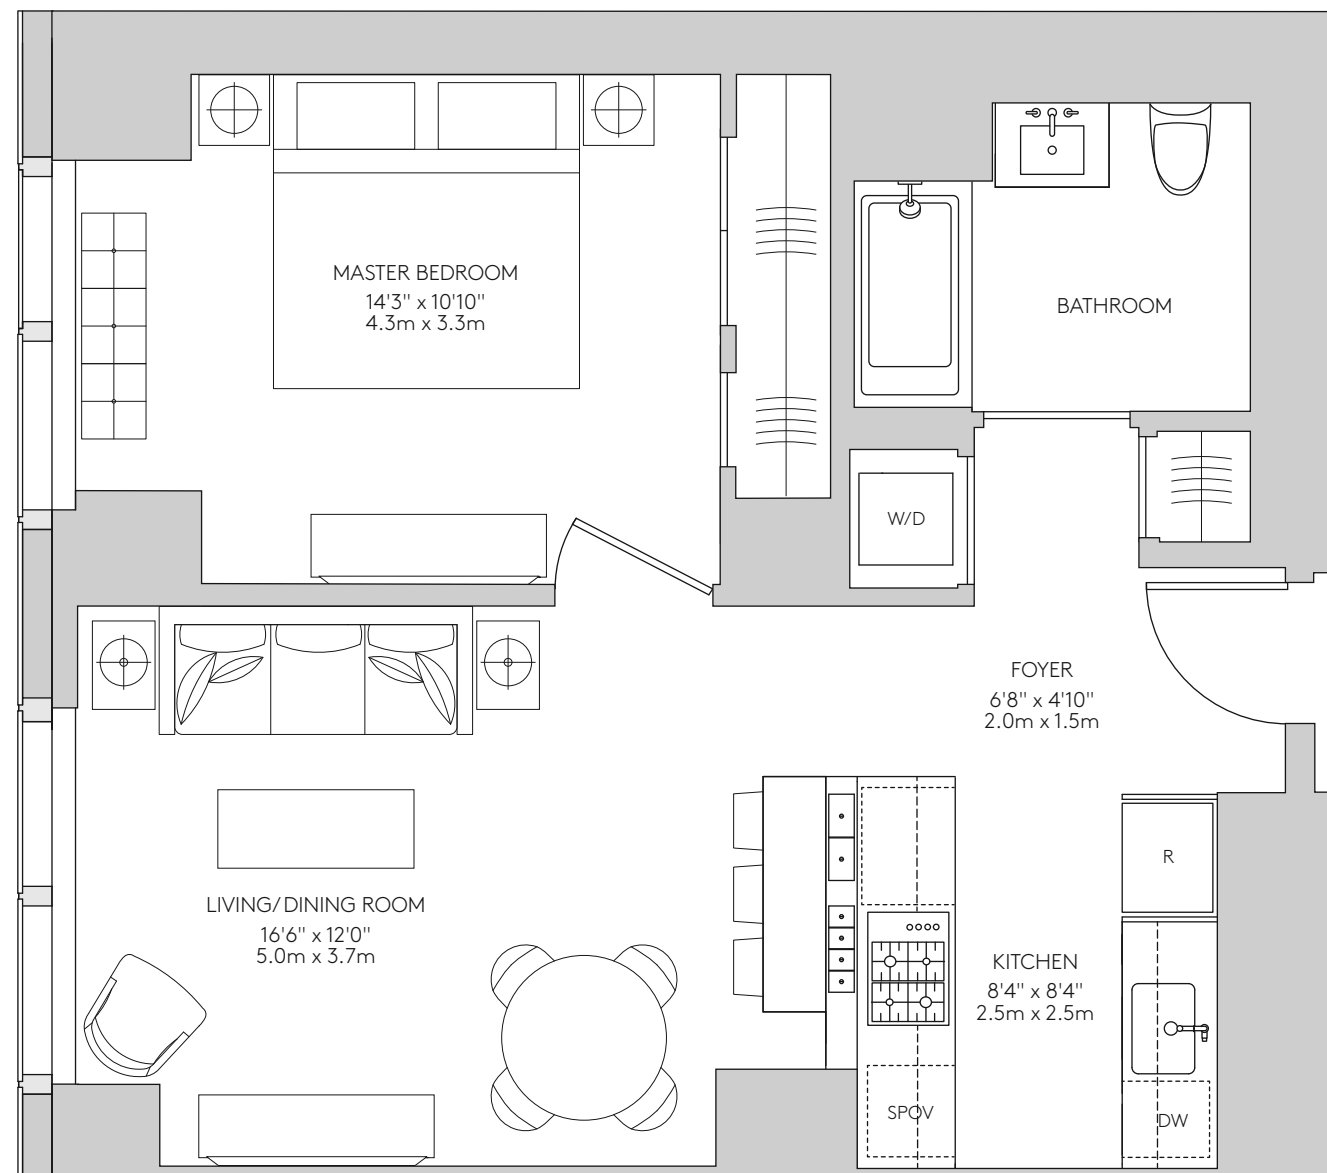 MASTER BEDROOM
14'3" x 10'10"
4.3m x 3.3m
BATHROOM
W/D
FOYER
6'8" x 4'10"
2.0m x 1.5m
R
LIVING/DINING ROOM
16'6" x 12'0"
5.0m x 3.7m
KITCHEN
8'4" x 8'4"
2.5m x 2.5m
SPOV
DW